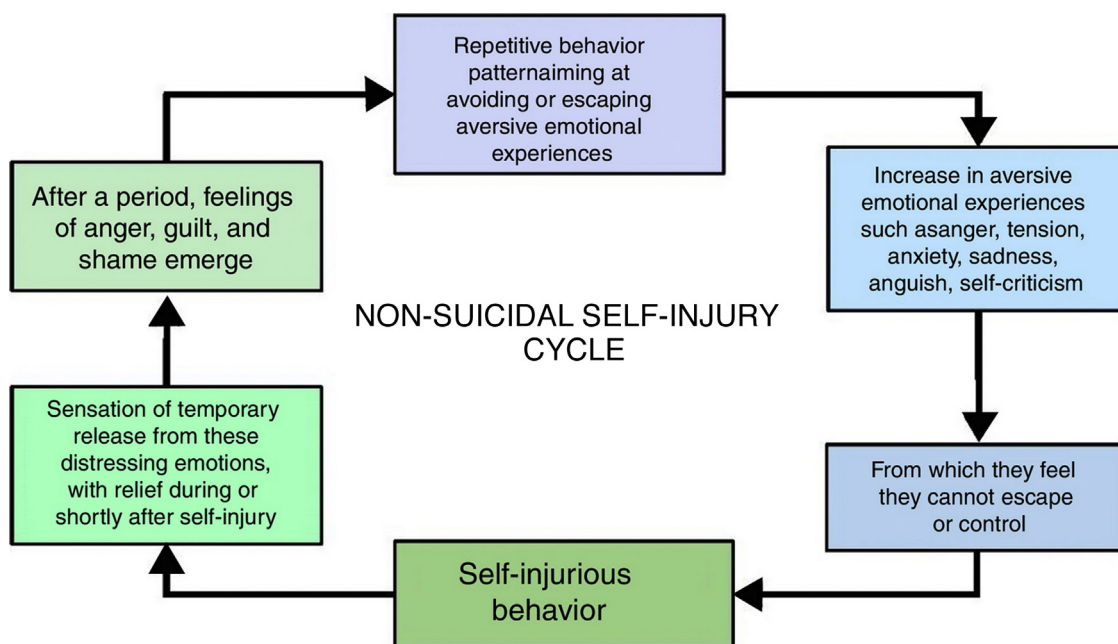 Repetitive behavior
patternaiming at
avoiding or escaping
aversive emotional
experiences
Increase in aversive
emotional experiences
such asanger, tension,
anxiety, sadness,
anguish, self-criticism
From which they feel
they cannot escape
or control
Self-injurious
behavior
Sensation of temporary
release from these
distressing emotions,
with relief during or
shortly after self-injury
After a period, feelings
of anger, guilt, and
shame emerge
NON-SUICIDAL SELF-INJURY
CYCLE